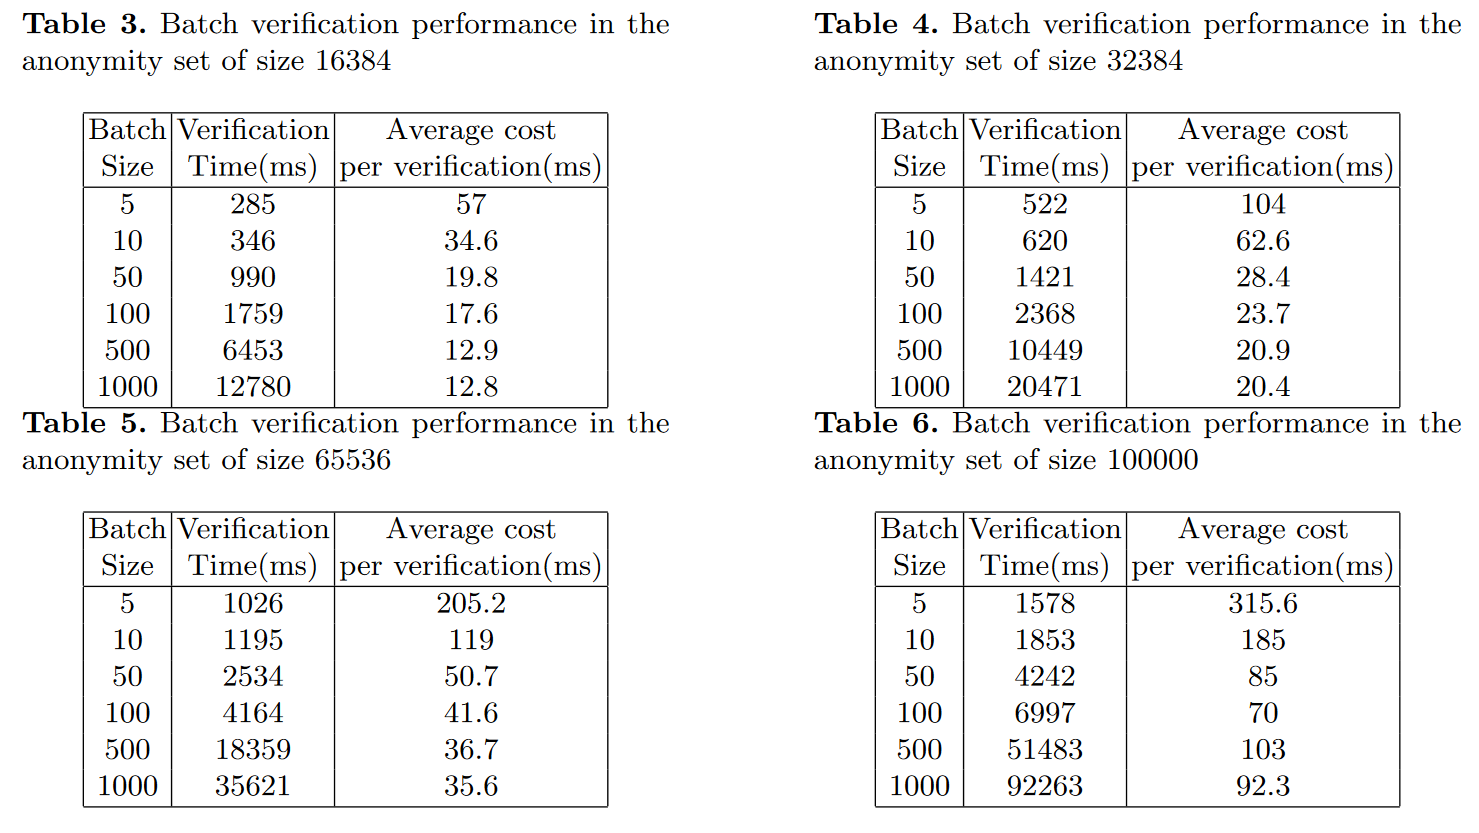 Table 3. Batch verification performance in the
anonymity set of size 16384
Batch Verification Average cost
Size Time(ms) per verification(ms)
5 285 57
10 346 34.6
50 990 19.8
100 1759 17.6
500 6453 12.9
1000 12780 12.8
Table 4. Batch verification performance in the
anonymity set of size 32384
Batch Verification Average cost
Size Time(ms) per verification(ms)
5 522 104
10 620 62.6
50 1421 28.4
100 2368 23.7
500 10449 20.9
1000 20471 20.4
Table 5. Batch verification performance in the
anonymity set of size 65536
Batch Verification Average cost
Size Time(ms) per verification(ms)
5 1026 205.2
10 1195 119
50 2534 50.7
100 4164 41.6
500 18359 36.7
1000 35621 35.6
Table 6. Batch verification performance in the
anonymity set of size 100000
Batch Verification Average cost
Size Time(ms) per verification(ms)
5 1578 315.6
10 1853 185
50 4242 85
100 6997 70
500 51483 103
1000 92263 92.3